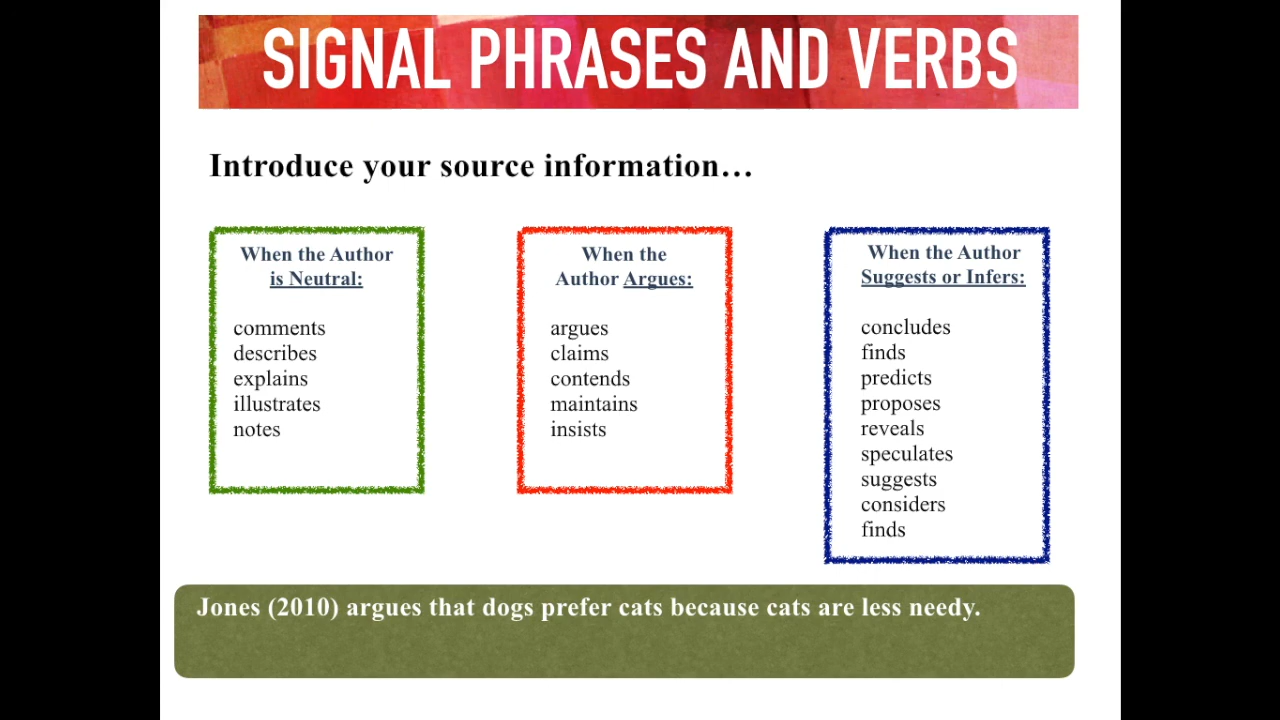 SIGNAL PHRASES AND VERBS
Introduce your source information…
When the Author
is Neutral:
comments
describes
explains
illustrates
notes
When the
Author Argues:
argues
claims
contends
maintains
insists
When the Author
Suggests or Infers:
concludes
finds
predicts
proposes
reveals
speculates
suggests
considers
finds
Jones (2010) argues that dogs prefer cats because cats are less needy.